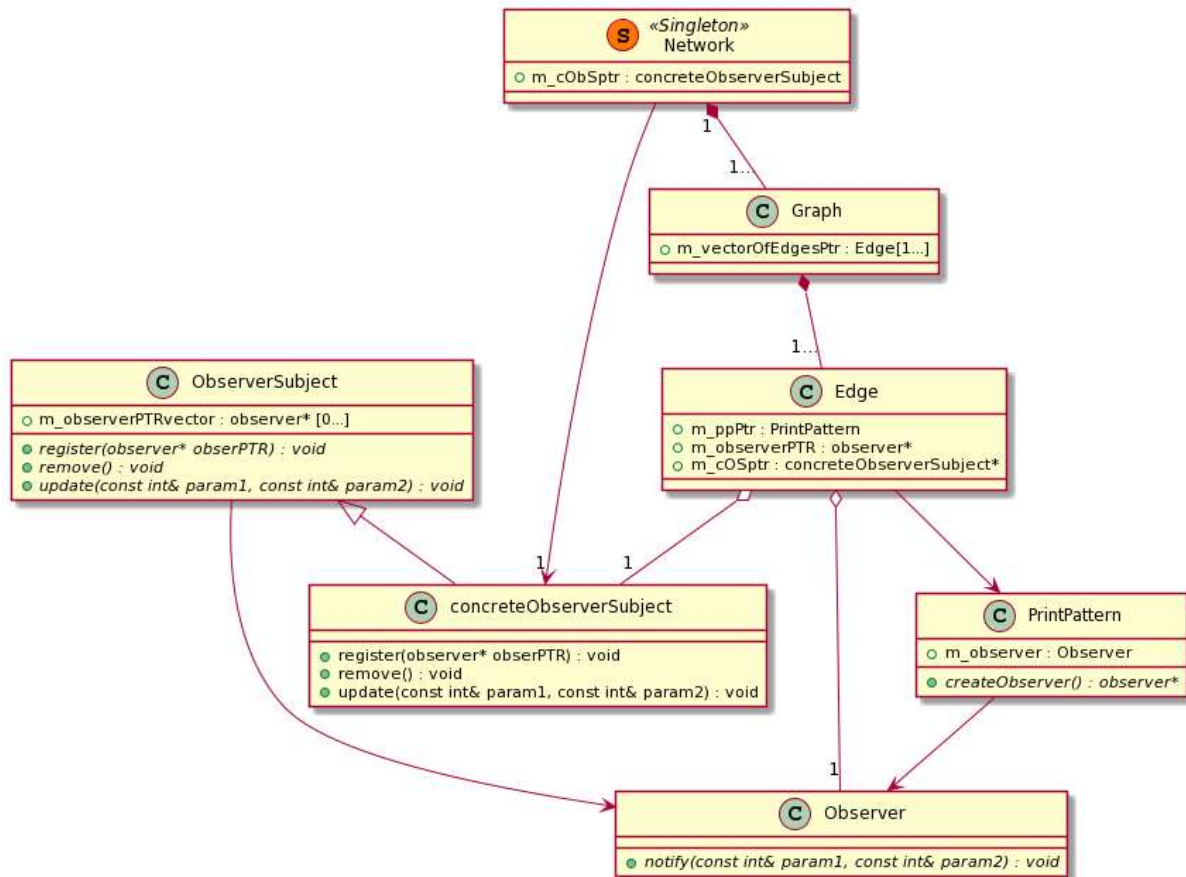 S
«Singleton»
Network
m_cObSptr : concreteObserverSubject
1
1...
C Graph
m_vectorOfEdgesPtr : Edge[1...]
1...
C ObserverSubject
m_observerPTRvector : observer* [0...]
register(observer* obserPTR) : void
remove() : void
update(const int& param1, const int& param2) : void
C Edge
m_ppPtr : PrintPattern
m_observerPTR : observer*
m_cOSptr : concreteObserverSubject*
1
1
C concreteObserverSubject
register(observer* obserPTR) : void
remove() : void
update(const int& param1, const int& param2) : void
C PrintPattern
m_observer : Observer
createObserver() : observer*
1
C Observer
notify(const int& param1, const int& param2) : void